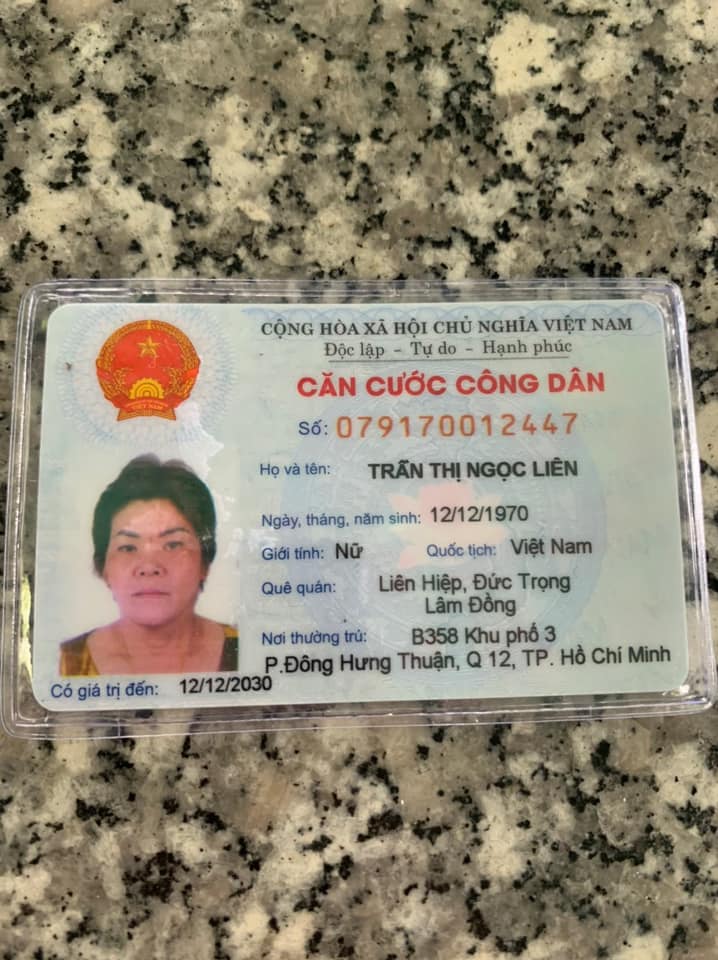 CỘNG HÒA XÃ HỘI CHỦ NGHĨA VIỆT NAM
Độc lập - Tự do - Hạnh phúc
CĂN CƯỚC CÔNG DÂN
Số: 079170012447
Họ và tên: TRẦN THỊ NGỌC LIÊN
Ngày, tháng, năm sinh: 12/12/1970
Giới tính: Nữ Quốc tịch: Việt Nam
Quê quán: Liên Hiệp, Đức Trọng
Lâm Đồng
Nơi thường trú: B358 Khu phố 3
P.Đông Hưng Thuận, Q 12, TP. Hồ Chí Minh
Có giá trị đến: 12/12/2030
VIỆT NAM